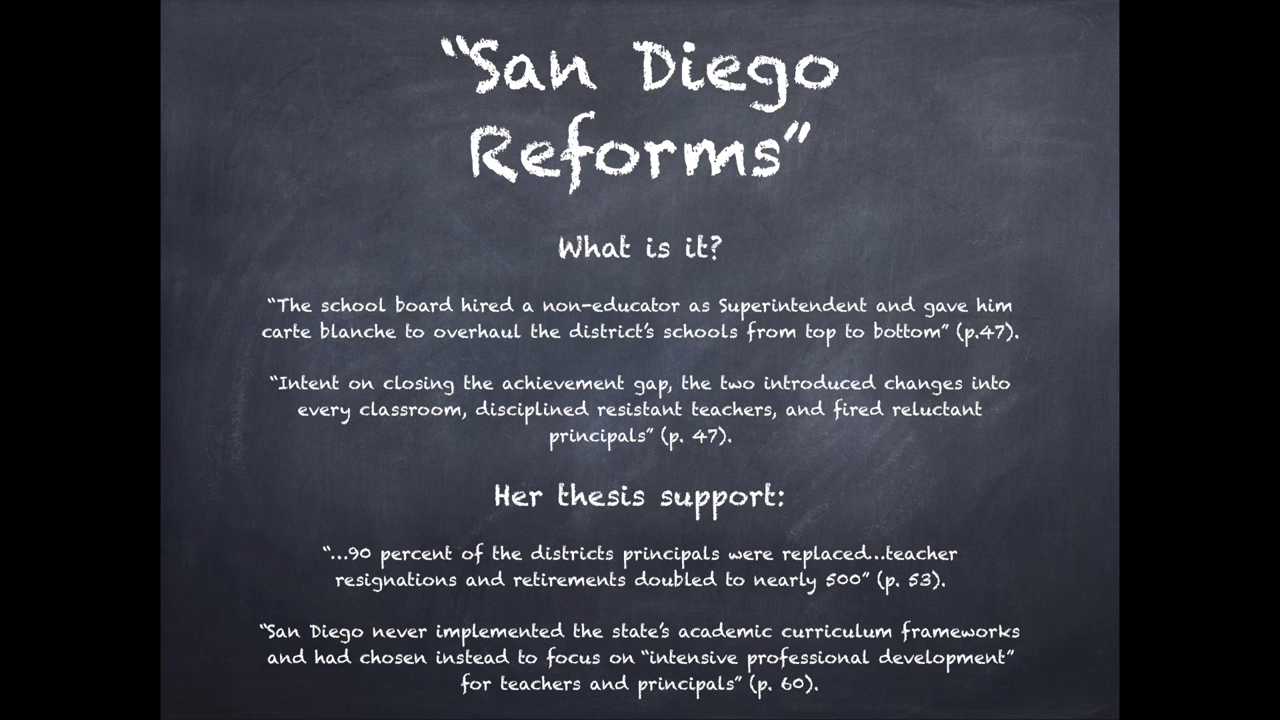 “San Diego
Reforms”
What is it?
“The school board hired a non-educator as Superintendent and gave him
carte blanche to overhaul the district’s schools from top to bottom” (p.47).
“Intent on closing the achievement gap, the two introduced changes into
every classroom, disciplined resistant teachers, and fired reluctant
principals” (p. 47).
Her thesis support:
“...90 percent of the districts principals were replaced...teacher
resignations and retirements doubled to nearly 500” (p. 53).
“San Diego never implemented the state’s academic curriculum frameworks
and had chosen instead to focus on “intensive professional development”
for teachers and principals” (p. 60).